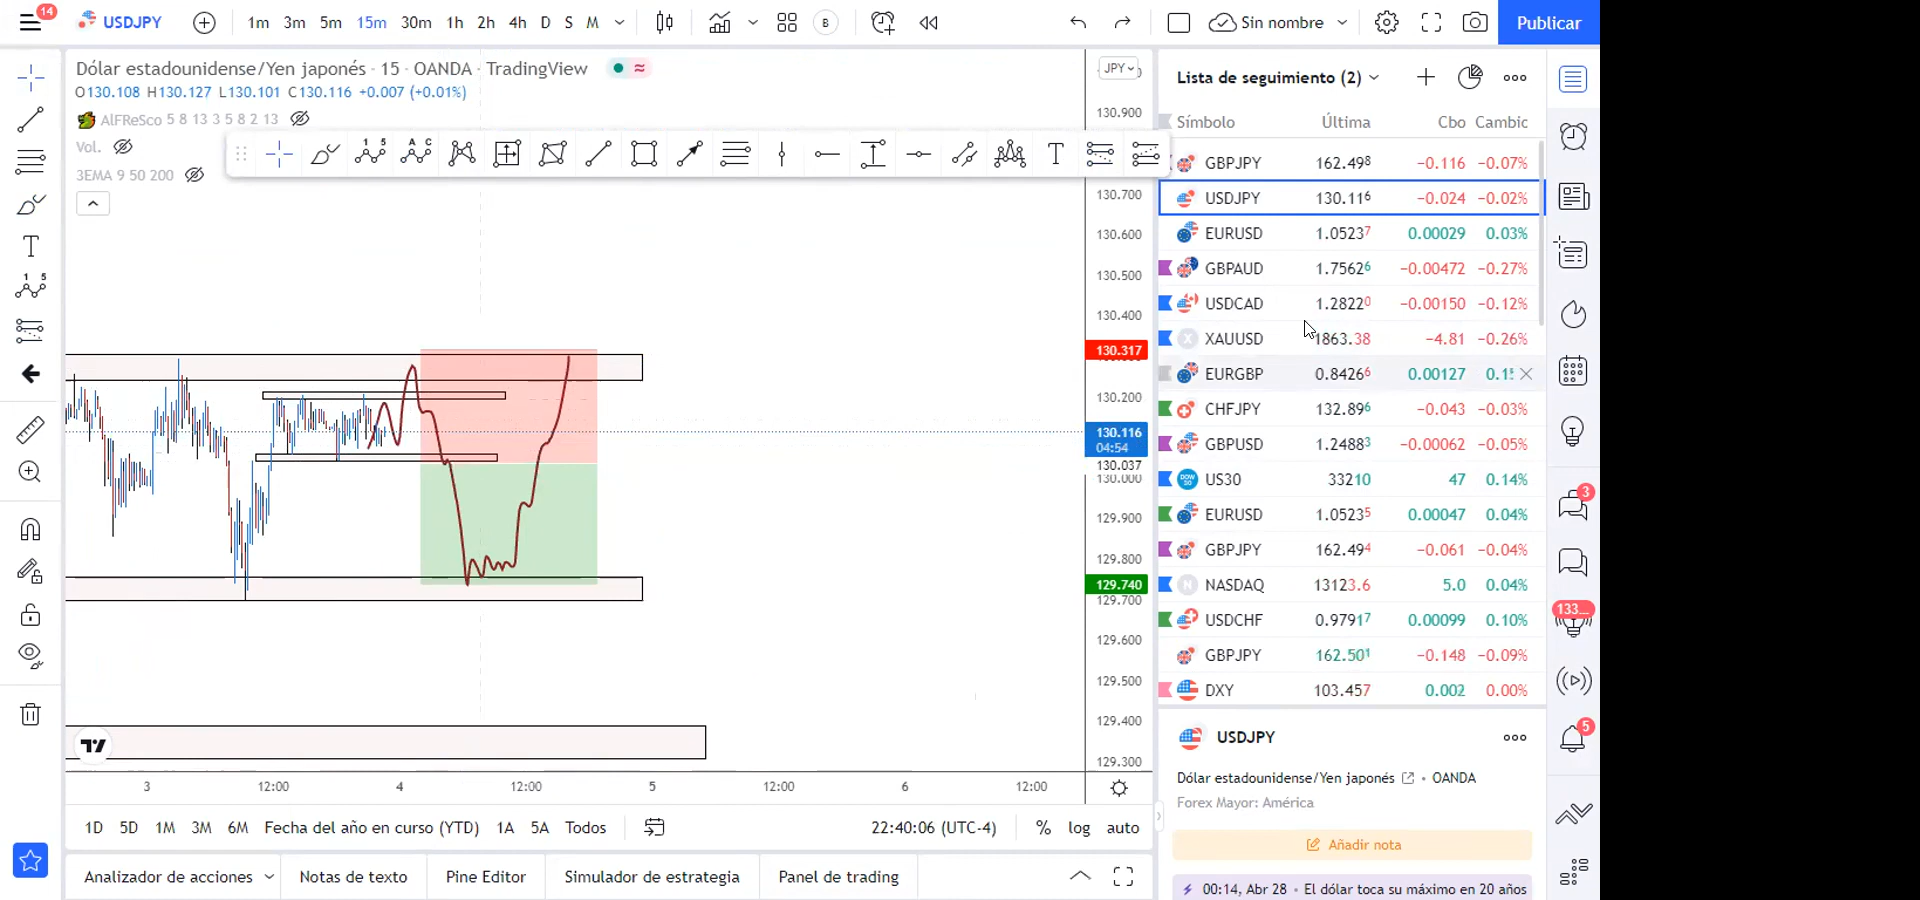 14
USDJPY
1m 3m 5m 15m 30m 1h 2h 4h D S M
B
Sin nombre
Publicar
Dólar estadounidense/Yen japonés · 15 · OANDA · TradingView
O130.108 H130.127 L130.101 C130.116 +0.007 (+0.01%)
AlFReSco 5 8 13 3 5 8 2 13
Vol.
3EMA 9 50 200
JPY
130.900
130.700
130.600
130.500
130.400
130.317
130.200
130.116
04:54
130.037
130.000
129.900
129.800
129.740
129.700
129.600
129.500
129.400
129.300
3 12:00 4 12:00 5 12:00 6 12:00
1D 5D 1M 3M 6M Fecha del año en curso (YTD) 1A 5A Todos
22:40:06 (UTC-4) % log auto
Analizador de acciones Notas de texto Pine Editor Simulador de estrategia Panel de trading
Lista de seguimiento (2)
Símbolo Última Cbo Cambic
GBPJPY 162.498 −0.116 −0.07%
USDJPY 130.116 −0.024 −0.02%
EURUSD 1.05237 0.00029 0.03%
GBPAUD 1.75626 −0.00472 −0.27%
USDCAD 1.28220 −0.00150 −0.12%
XAUUSD 1863.38 −4.81 −0.26%
EURGBP 0.84266 0.00127
CHFJPY 132.896 −0.043 −0.03%
GBPUSD 1.24883 −0.00062 −0.05%
US30 33210 47 0.14%
EURUSD 1.05235 0.00047 0.04%
GBPJPY 162.494 −0.061 −0.04%
NASDAQ 13123.6 5.0 0.04%
USDCHF 0.97917 0.00099 0.10%
GBPJPY 162.501 −0.148 −0.09%
DXY 103.457 0.002 0.00%
USDJPY
Dólar estadounidense/Yen japonés • OANDA
Forex Mayor: América
Añadir nota
00:14, Abr 28 • El dólar toca su máximo en 20 años
3
133...
5